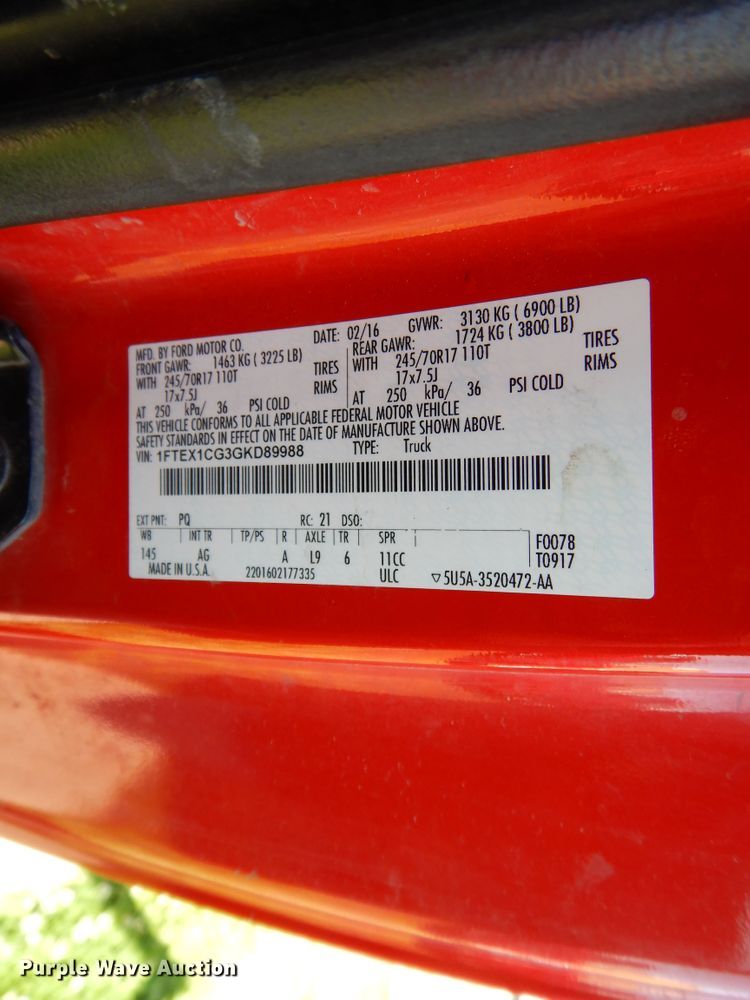 MFD. BY FORD MOTOR CO. DATE: 02/16 GVWR: 3130 KG ( 6900 LB)
FRONT GAWR: 1463 KG ( 3225 LB) REAR GAWR: 1724 KG ( 3800 LB)
WITH 245/70R17 110T TIRES WITH 245/70R17 110T TIRES
17x7.5J RIMS 17x7.5J RIMS
AT 250 kPa/ 36 PSI COLD AT 250 kPa/ 36 PSI COLD
THIS VEHICLE CONFORMS TO ALL APPLICABLE FEDERAL MOTOR VEHICLE
SAFETY STANDARDS IN EFFECT ON THE DATE OF MANUFACTURE SHOWN ABOVE.
VIN: 1FTEX1CG3GKD89988 TYPE: Truck
EXT PNT: PQ RC: 21 DSO:
WB INT TR TP/PS R AXLE TR SPR F0078
145 AG A L9 6 11CC T0917
MADE IN U.S.A. 2201602177335 ULC ▽5U5A-3520472-AA
Purple Wave Auction